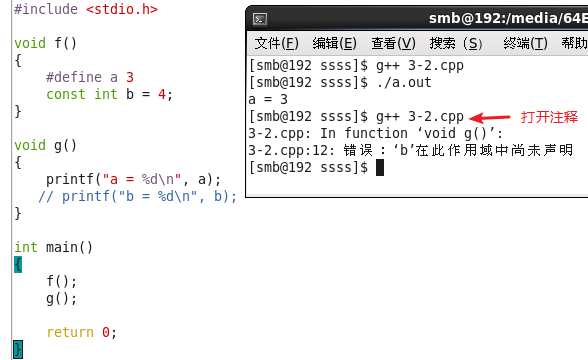 #include <stdio.h>
void f()
{
#define a 3
const int b = 4;
}
void g()
{
printf("a = %d\n", a);
// printf("b = %d\n", b);
}
int main()
{
f();
g();
return 0;
}
smb@192:/media/64E
文件(F) 编辑(E) 查看(V) 搜索 (S) 终端(T) 帮助
[smb@192 ssss]$ g++ 3-2.cpp
[smb@192 ssss]$ ./a.out
a = 3
[smb@192 ssss]$ g++ 3-2.cpp 打开注释
3-2.cpp: In function ‘void g()’:
3-2.cpp:12: 错误：‘b’在此作用域中尚未声明
[smb@192 ssss]$